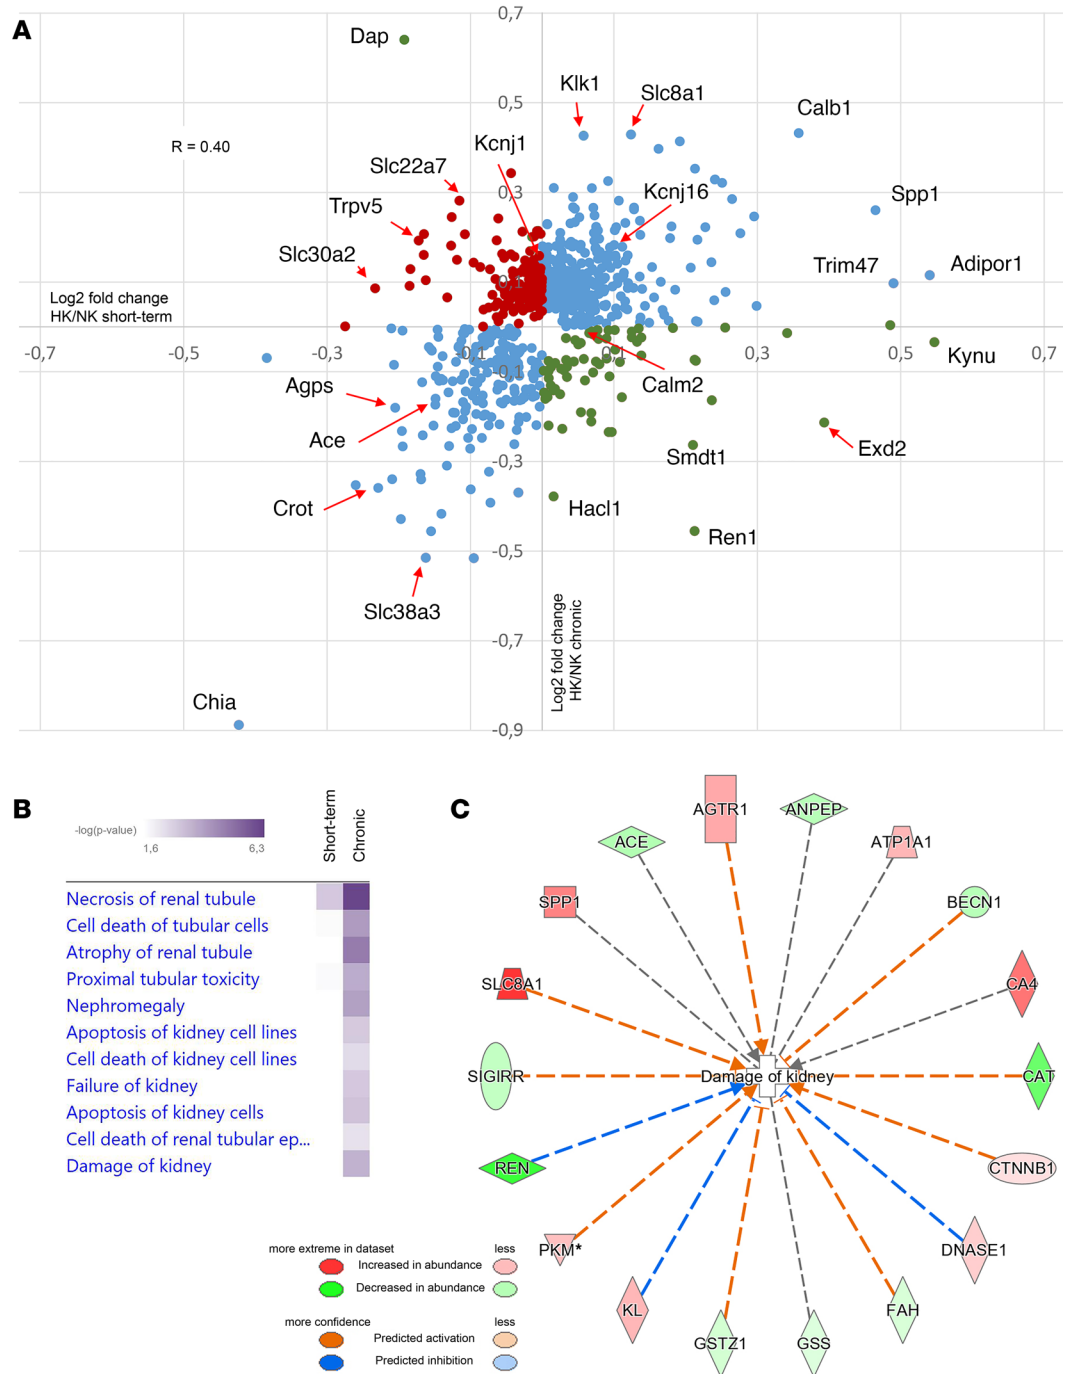 A
0,7
Dap
Klk1
0,5
Slc8a1
Calb1
R = 0.40
Kcnj1
Slc22a7
0,3
Kcnj16
Spp1
Trpv5
Slc30a2
Trim47
Adipor1
0,1
Log2 fold change
HK/NK short-term
-0,7
-0,5
-0,3
-0,1
0,1
0,3
0,5
0,7
Kynu
-0,1
Agps
Calm2
Ace
Exd2
-0,3
Smdt1
Crot
Hacl1
-0,5
Ren1
Slc38a3
Log2 fold change
HK/NK chronic
-0,7
Chia
-0,9
B
-log(p-value)
1,6
6,3
Short-term
Chronic
Necrosis of renal tubule
Cell death of tubular cells
Atrophy of renal tubule
Proximal tubular toxicity
Nephromegaly
Apoptosis of kidney cell lines
Cell death of kidney cell lines
Failure of kidney
Apoptosis of kidney cells
Cell death of renal tubular ep...
Damage of kidney
more extreme in dataset
less
Increased in abundance
Decreased in abundance
more confidence
less
Predicted activation
Predicted inhibition
C
AGTR1
ANPEP
ACE
ATP1A1
SPP1
BECN1
SLC8A1
CA4
SIGIRR
Damage of kidney
CAT
REN
CTNNB1
PKM*
DNASE1
KL
FAH
GSTZ1
GSS